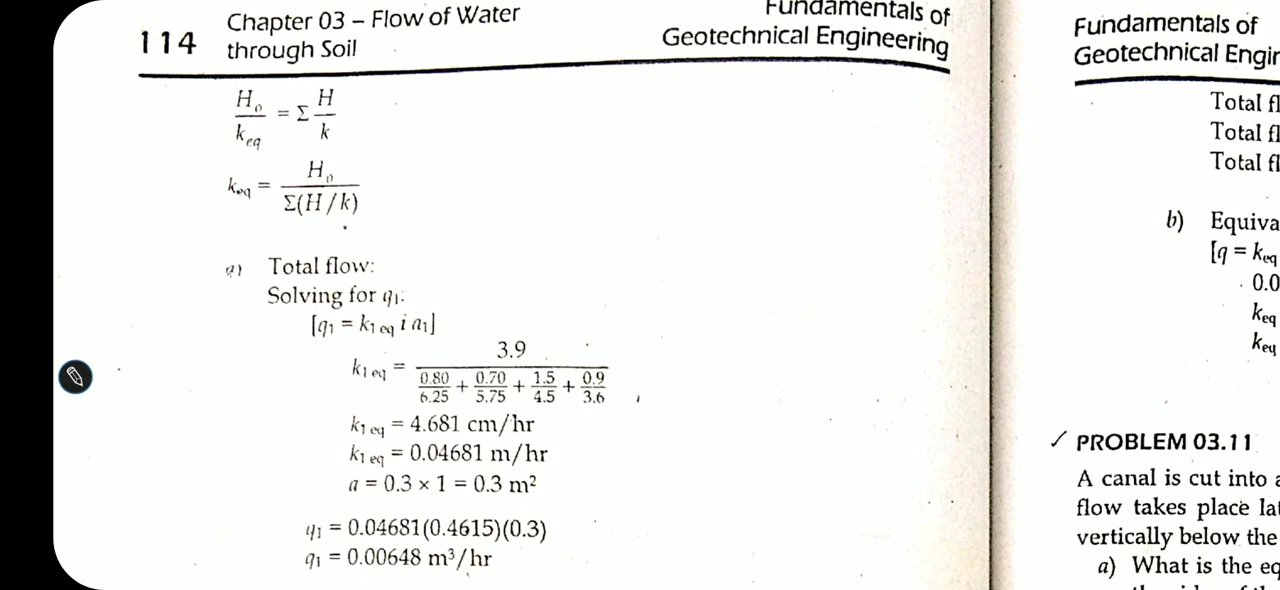 114
Chapter 03 – Flow of Water
through Soil
Fundamentals of
Geotechnical Engineering
H₀/k_eq = Σ H/k
k_eq = H₀/Σ(H/k)
a) Total flow:
Solving for q₁:
[q₁ = k₁ eq i a₁]
k₁ eq = 3.9/(0.80/6.25 + 0.70/5.75 + 1.5/4.5 + 0.9/3.6)
k₁ eq = 4.681 cm/hr
k₁ eq = 0.04681 m/hr
a = 0.3 × 1 = 0.3 m²
q₁ = 0.04681(0.4615)(0.3)
q₁ = 0.00648 m³/hr
Fundamentals of
Geotechnical Engir
Total fl
Total fl
Total fl
b) Equiva
[q = k_eq
0.0
k_eq
k_eq
PROBLEM 03.11
A canal is cut into a
flow takes place lat
vertically below the
a) What is the eq